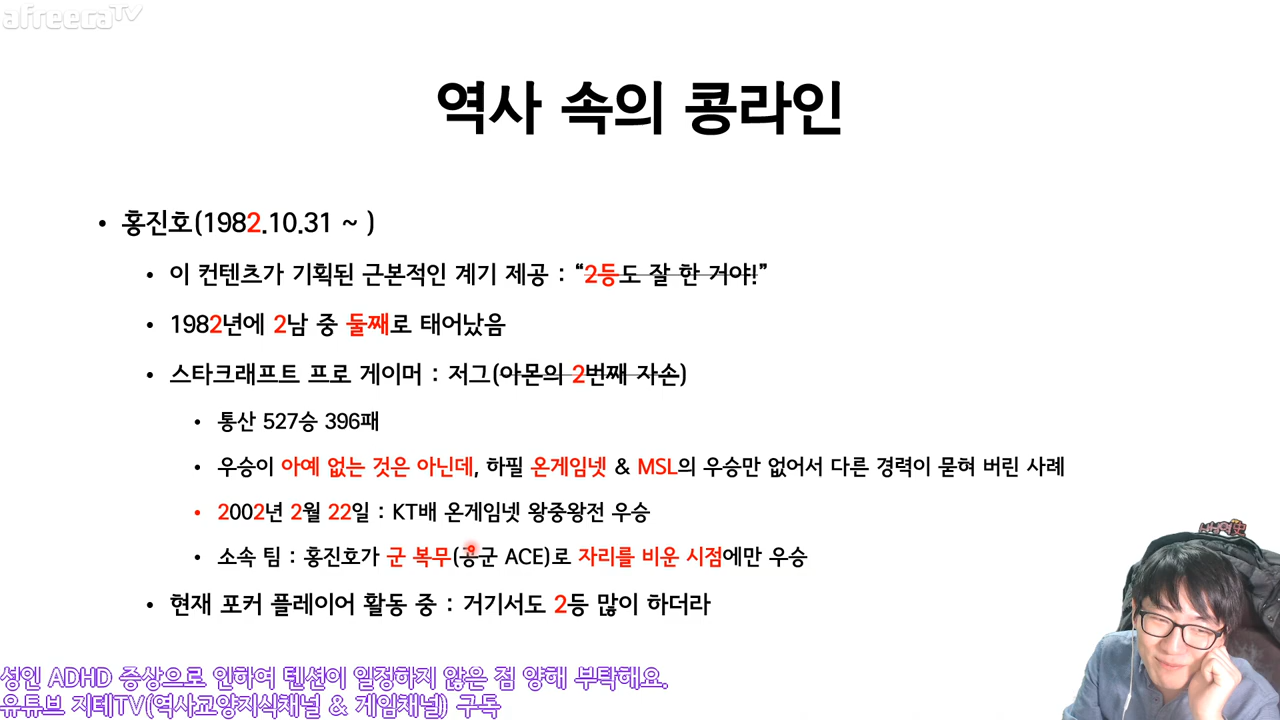 afreecaTV
역사 속의 콩라인
• 홍진호(1982.10.31 ~ )
• 이 컨텐츠가 기획된 근본적인 계기 제공 : “2등도 잘 한 거야!”
• 1982년에 2남 중 둘째로 태어났음
• 스타크래프트 프로 게이머 : 저그(아몬의 2번째 자손)
• 통산 527승 396패
• 우승이 아예 없는 것은 아닌데, 하필 온게임넷 & MSL의 우승만 없어서 다른 경력이 묻혀 버린 사례
• 2002년 2월 22일 : KT배 온게임넷 왕중왕전 우승
• 소속 팀 : 홍진호가 군 복무(공군 ACE)로 자리를 비운 시점에만 우승
• 현재 포커 플레이어 활동 중 : 거기서도 2등 많이 하더라
성인 ADHD 증상으로 인하여 텐션이 일정하지 않은 점 양해 부탁해요.
유튜브 지테TV(역사교양지식채널 & 게임채널) 구독